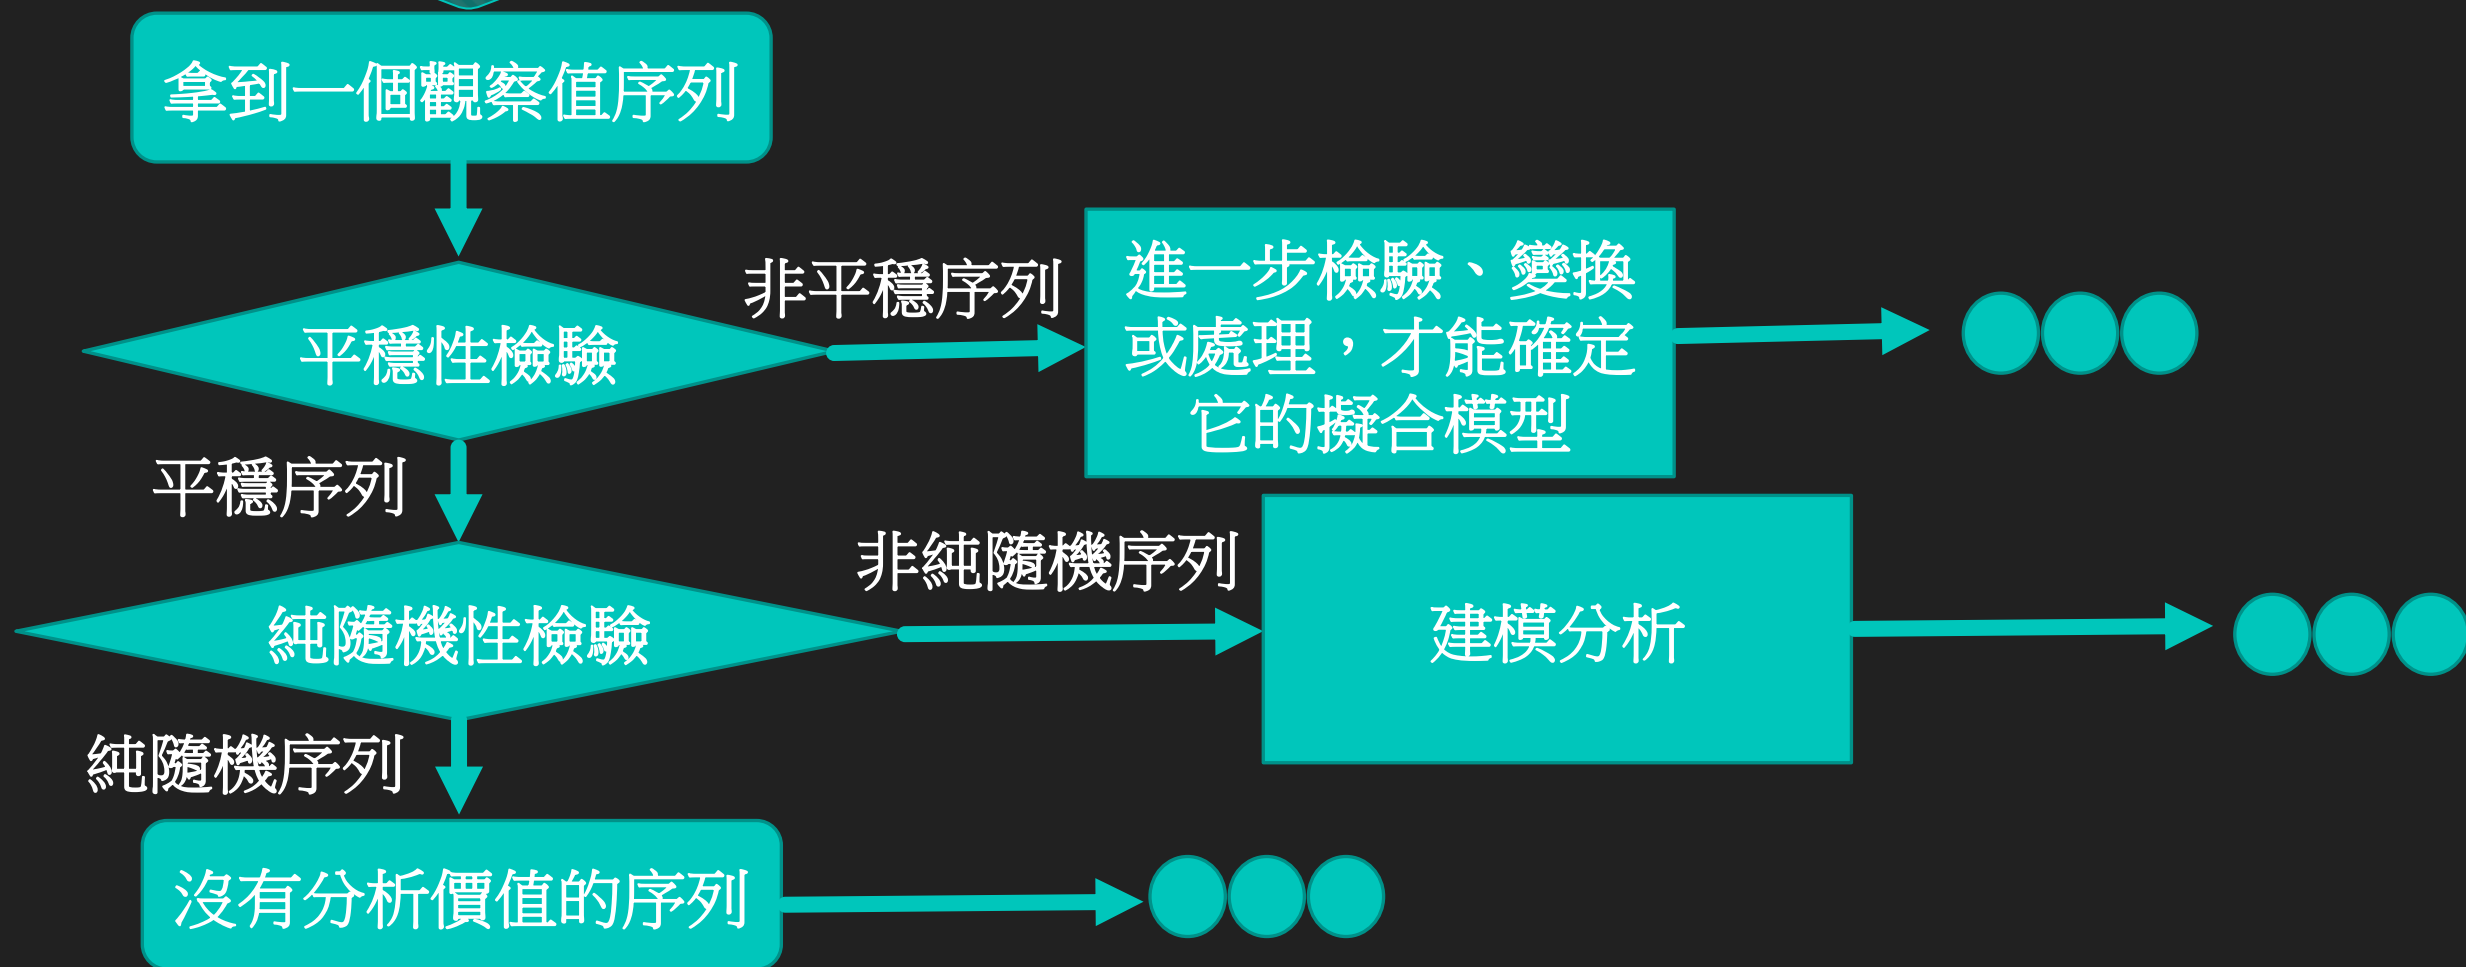 拿到一個觀察值序列
非平穩序列
平穩性檢驗
進一步檢驗、變換
或處理，才能確定
它的擬合模型
平穩序列
非純隨機序列
純隨機性檢驗
建模分析
純隨機序列
沒有分析價值的序列